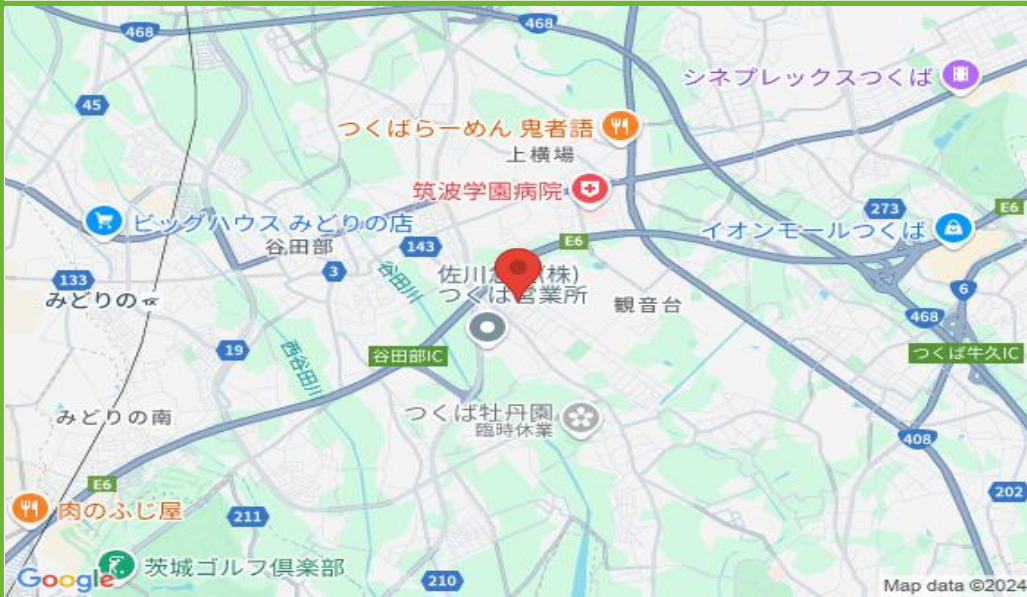 468
468
シネプレックスつくば
45
つくばらーめん 鬼者語
上横場
筑波学園病院
273
E6
ビッグハウス みどりの店
イオンモールつくば
谷田部
143
E6
3
谷田川
佐川
(株)
つくば営業所
133
みどりの
観音台
6
468
19
西谷田川
谷田部IC
つくば牛久IC
みどりの南
つくば牡丹園
臨時休業
408
E6
202
肉のふじ屋
211
茨城ゴルフ倶楽部
Google
210
Map data ©2024